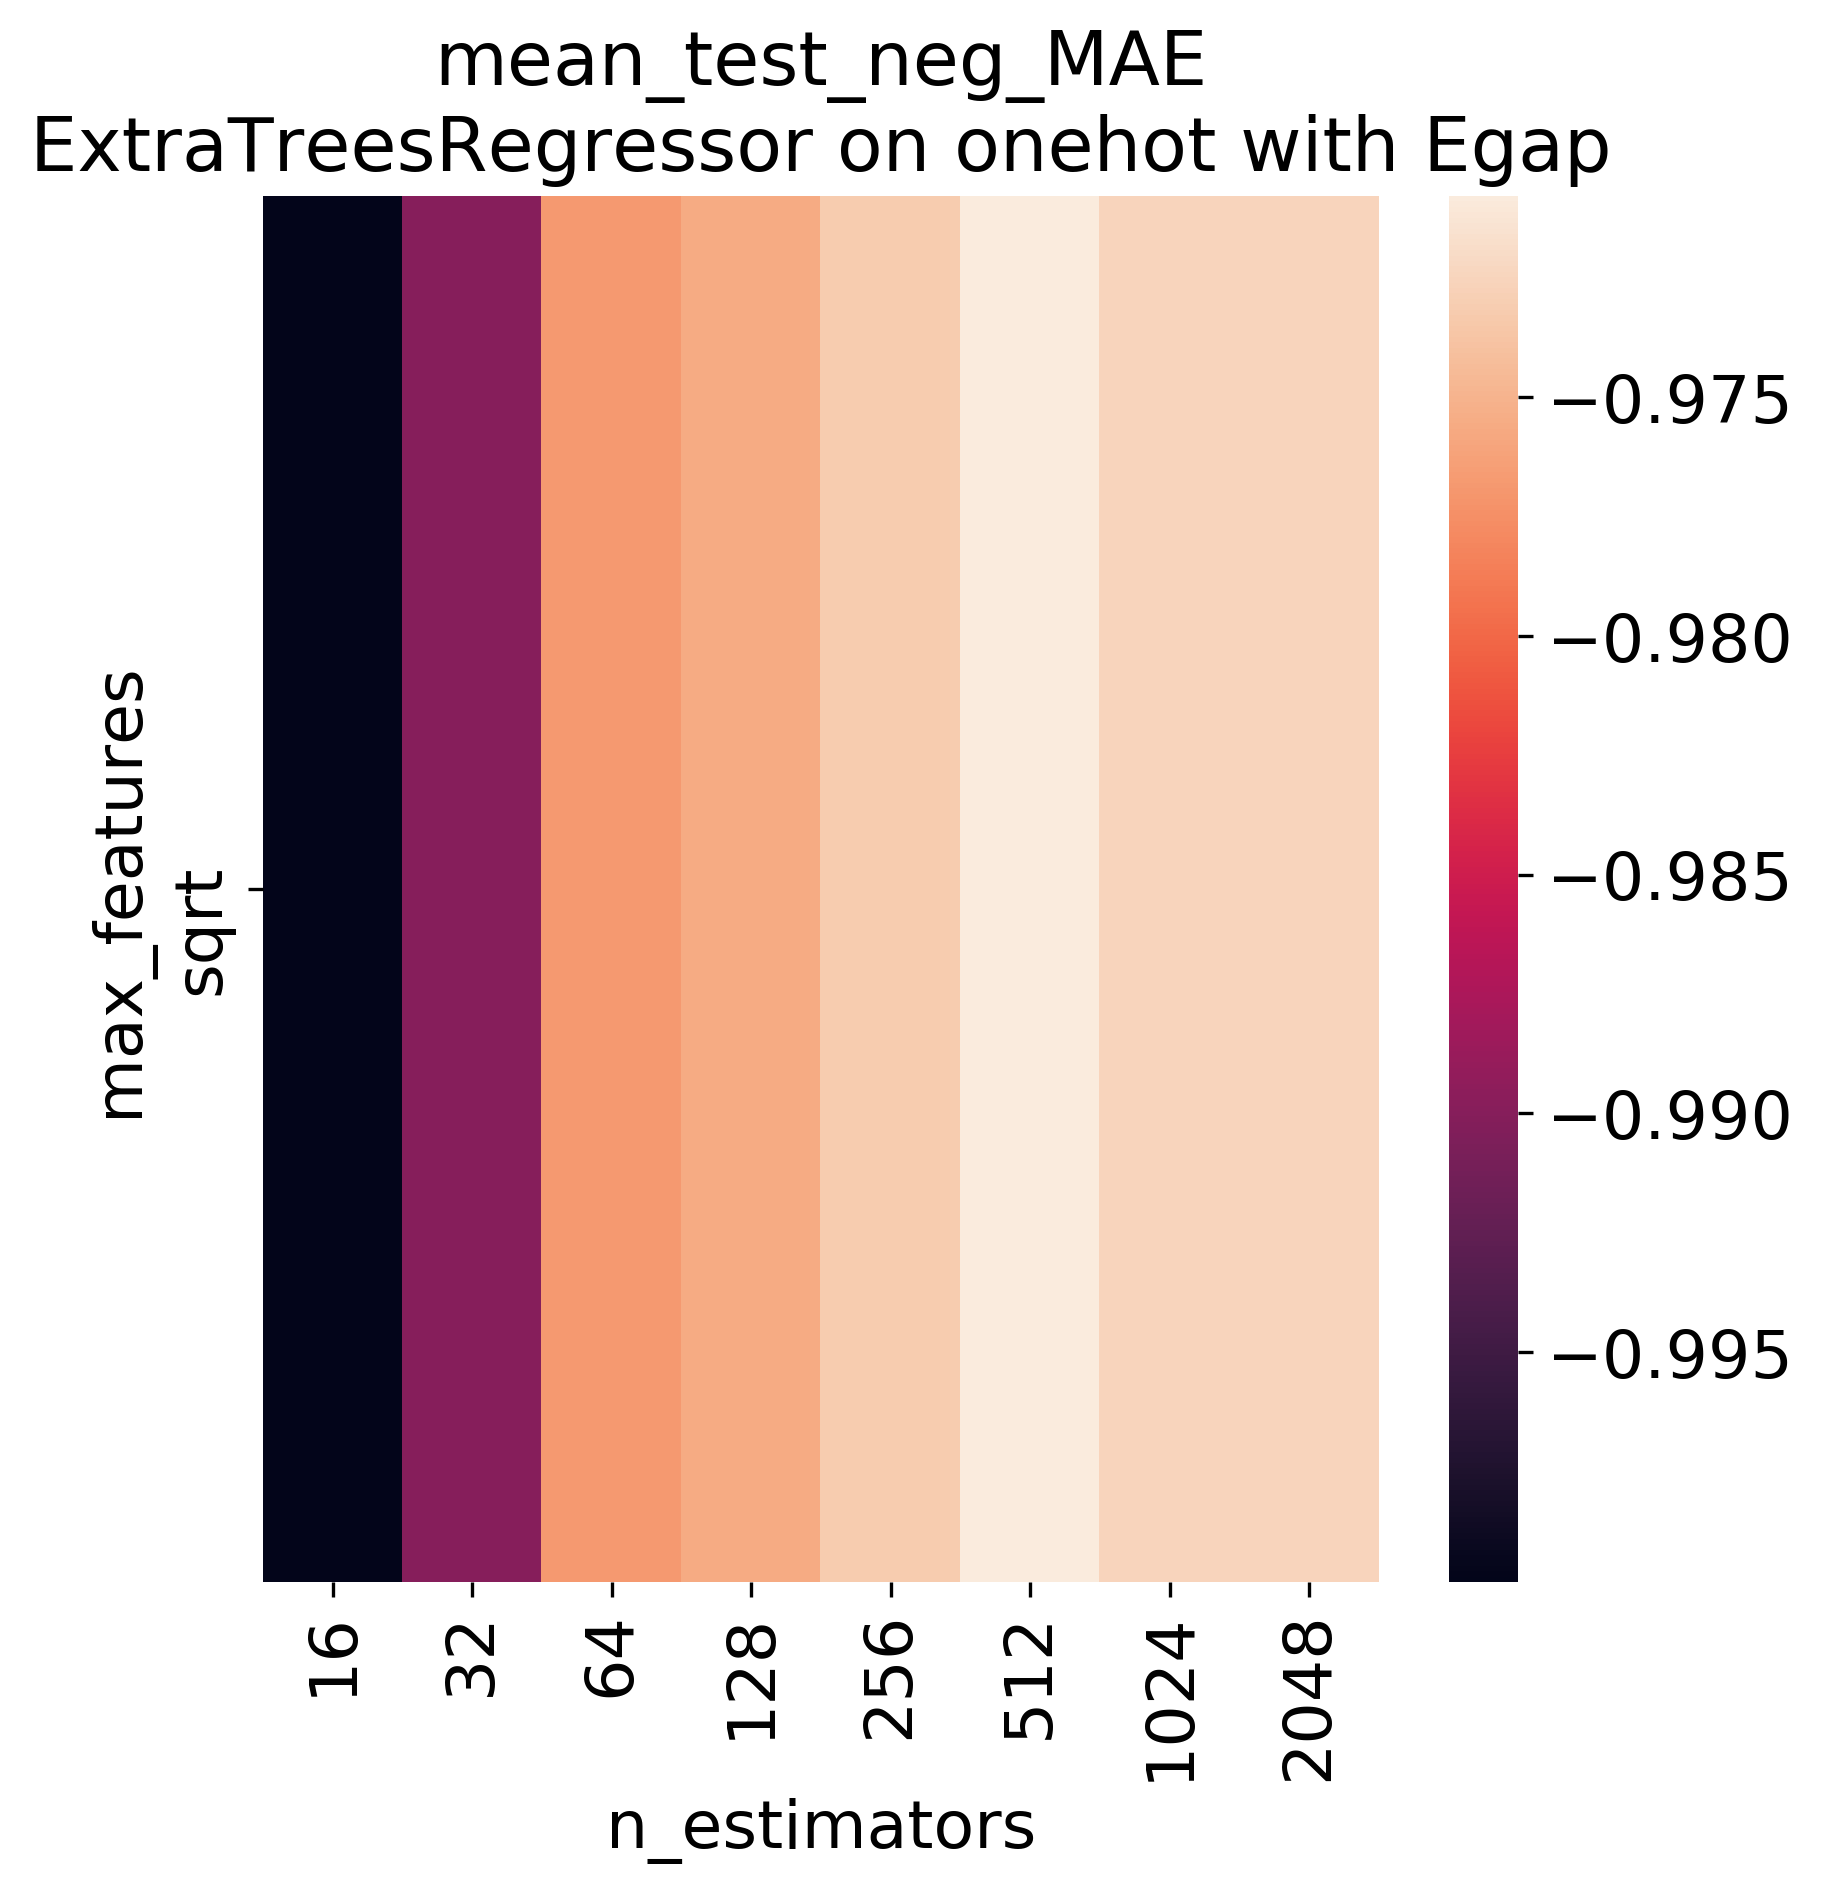 mean_test_neg_MAE
ExtraTreesRegressor on onehot with Egap
max_features
sqrt
−0.975
−0.980
−0.985
−0.990
−0.995
16
32
64
128
256
512
1024
2048
n_estimators